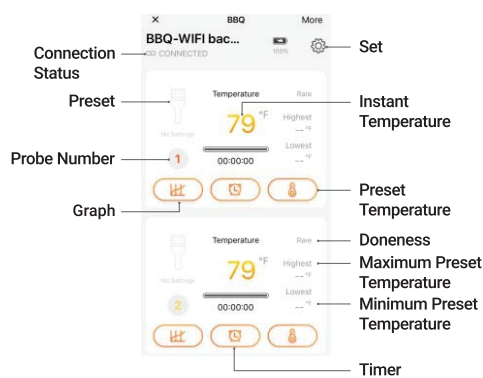 × BBQ More
BBQ-WIFI bac...
100%
CONNECTED
Connection
Status
Set
Temperature
Rare
Preset
79 °F
Instant
Temperature
Highest
-- °F
No Settings
Lowest
-- °F
Probe Number
1
00:00:00
Graph
Preset
Temperature
Temperature
Rare
Doneness
79 °F
Highest
-- °F
Maximum Preset
Temperature
No Settings
Lowest
-- °F
Minimum Preset
Temperature
2
00:00:00
Timer